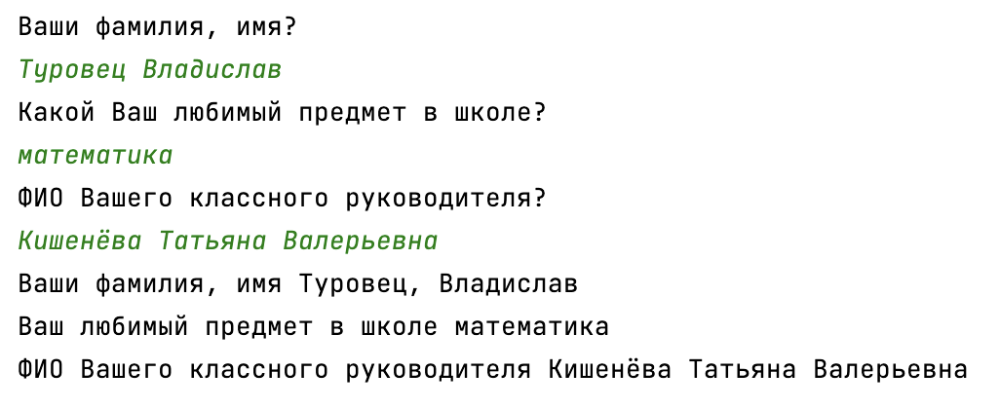 Ваши фамилия, имя?
Туровец Владислав
Какой Ваш любимый предмет в школе?
математика
ФИО Вашего классного руководителя?
Кишенёва Татьяна Валерьевна
Ваши фамилия, имя Туровец, Владислав
Ваш любимый предмет в школе математика
ФИО Вашего классного руководителя Кишенёва Татьяна Валерьевна